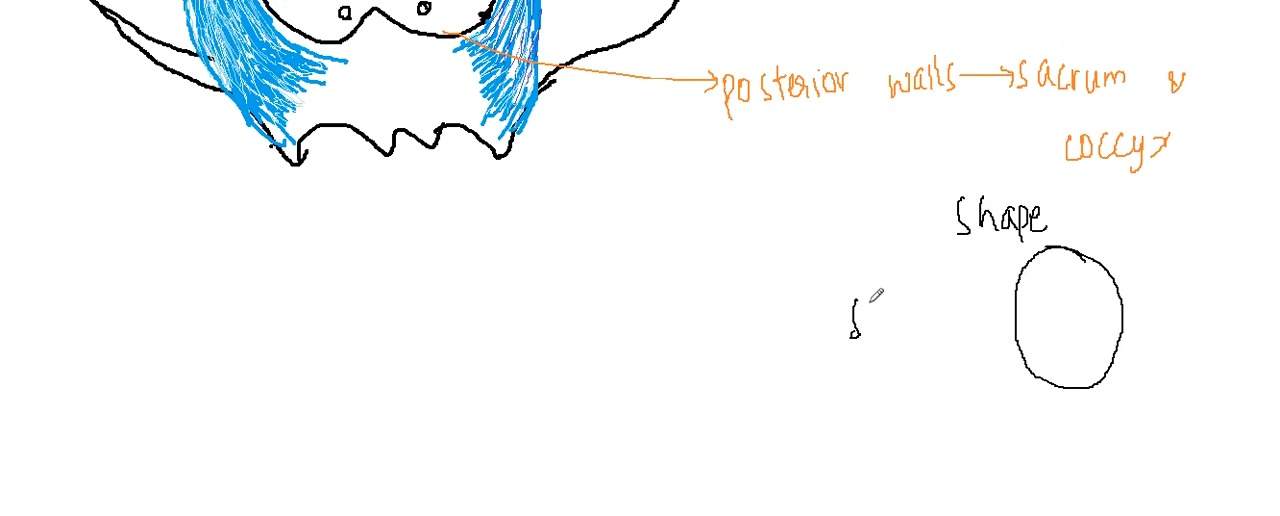 posterior walls → sacrum &
coccyx
shape